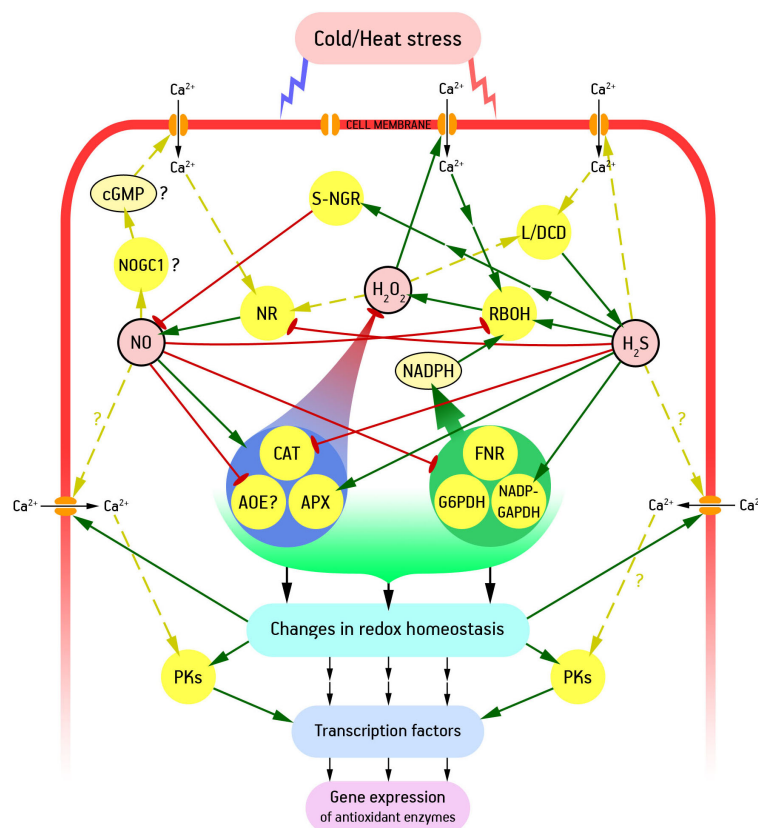 Cold/Heat stress
Ca²⁺
Ca²⁺
Ca²⁺
CELL MEMBRANE
Ca²⁺
Ca²⁺
Ca²⁺
cGMP ?
S-NGR
L/DCD
NOGC1 ?
H₂O₂
NR
RBOH
NO
H₂S
NADPH
?
?
CAT
FNR
AOE?
APX
G6PDH
NADP-
GAPDH
Ca²⁺
Ca²⁺
Ca²⁺
Ca²
?
Changes in redox homeostasis
PKs
PKs
Transcription factors
Gene expression
of antioxidant enzymes